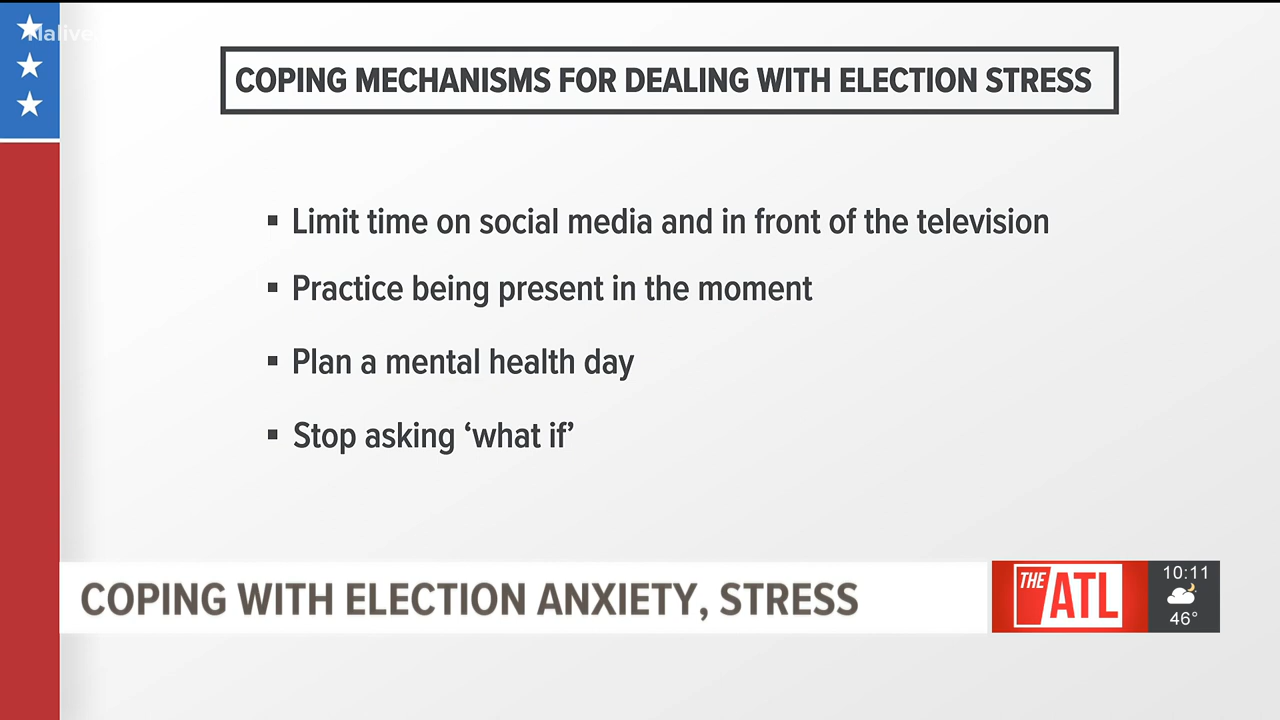 11alive.
COPING MECHANISMS FOR DEALING WITH ELECTION STRESS
▪ Limit time on social media and in front of the television
▪ Practice being present in the moment
▪ Plan a mental health day
▪ Stop asking ‘what if’
COPING WITH ELECTION ANXIETY, STRESS
THE ATL
10:11
46°